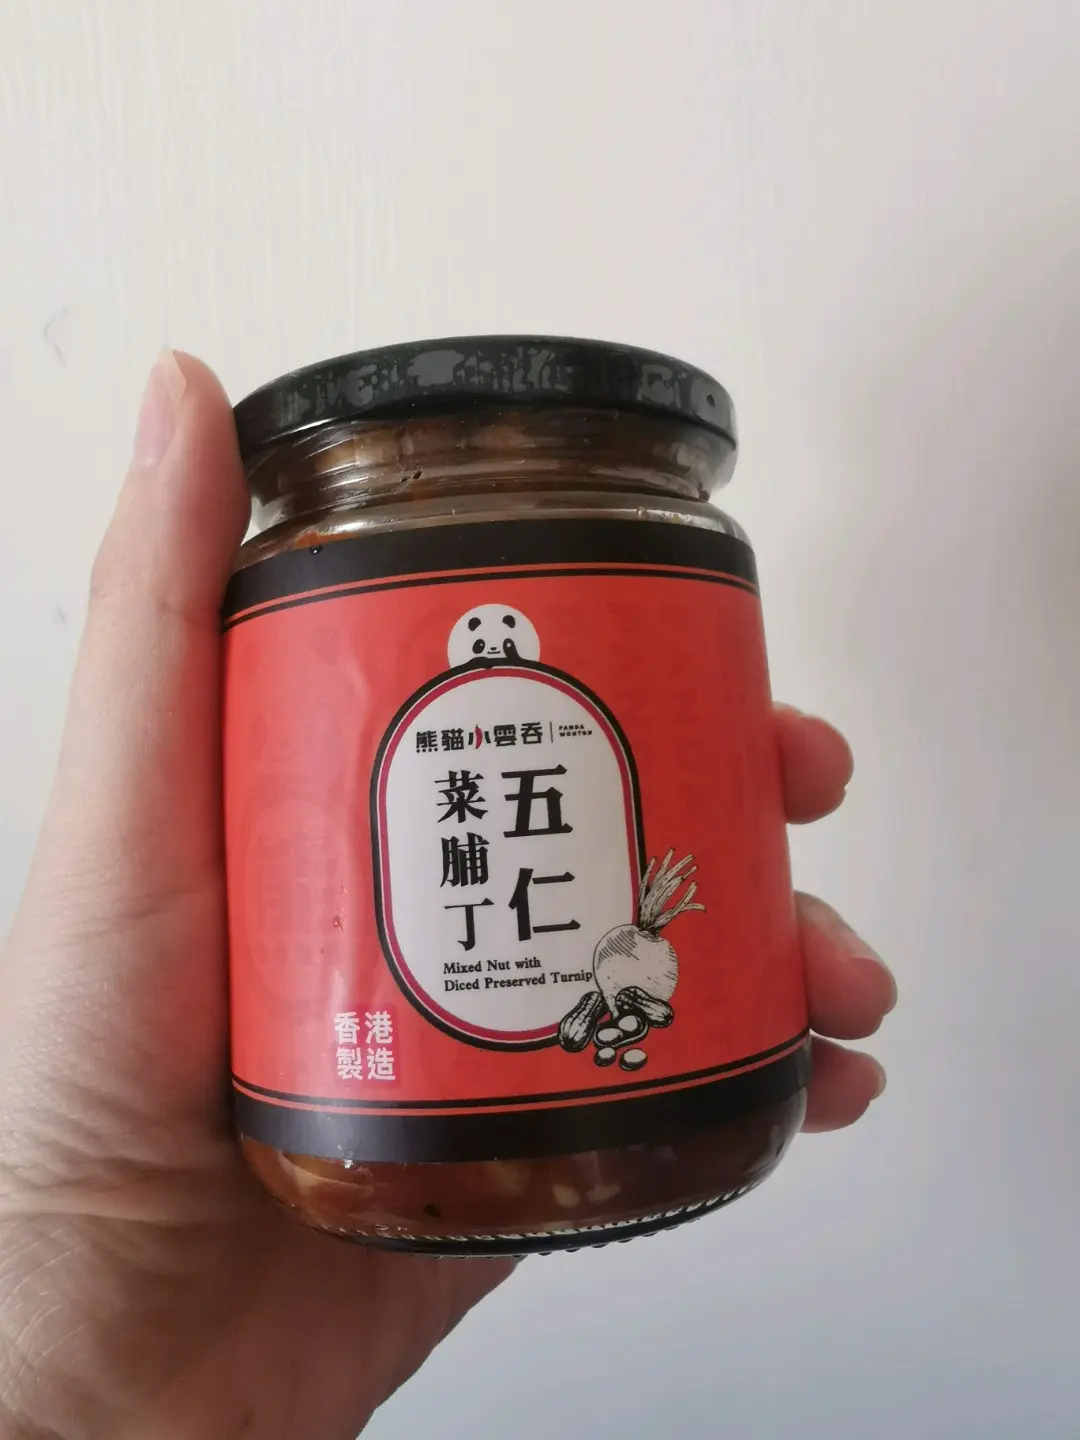 熊貓小雲吞
PANDA
WONTON
五仁
菜脯丁
Mixed Nut with
Diced Preserved Turnip
香港
製造